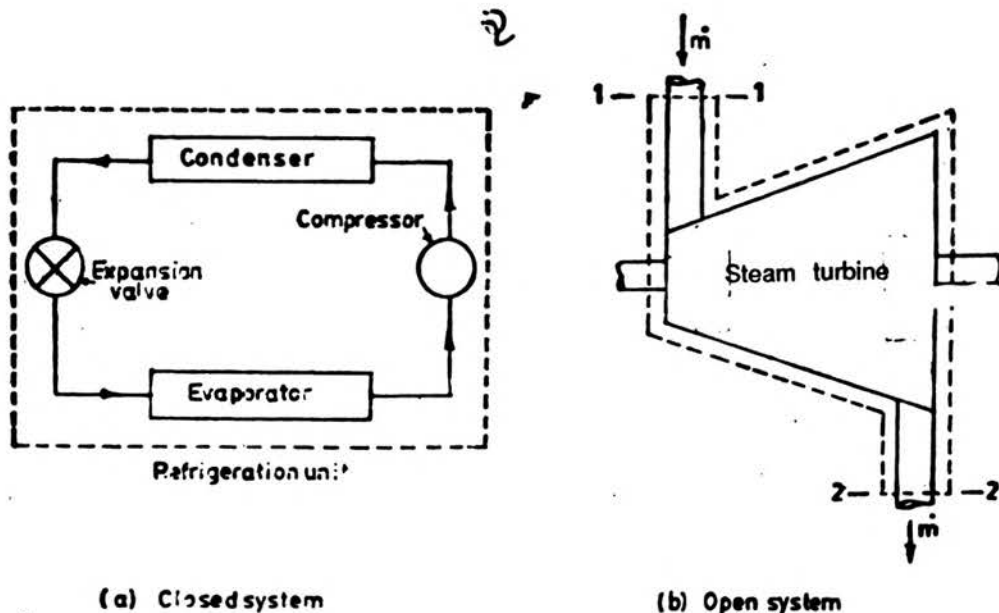 Condenser
Compressor
Expansion
valve
Evaporator
Refrigeration unit
(a) Closed system
ṁ
1 1
Steam turbine
2 2
ṁ
(b) Open system